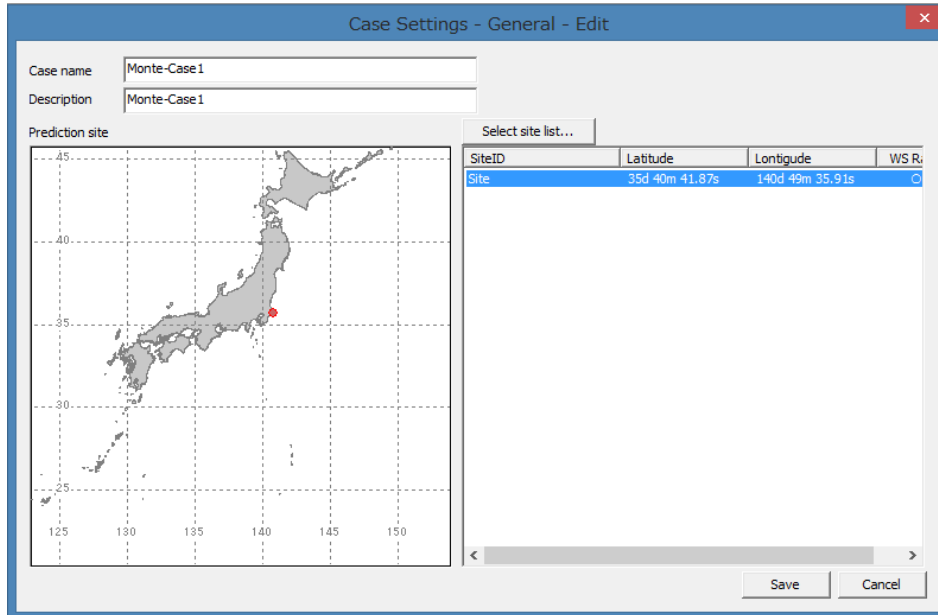 Case Settings - General - Edit
Case name Monte-Case1
Description Monte-Case1
Prediction site
Select site list...
SiteID Latitude Lontigude WS Ra
Site 35d 40m 41.87s 140d 49m 35.91s ○
45
40
35
30
25
125 130 135 140 145 150
Save Cancel